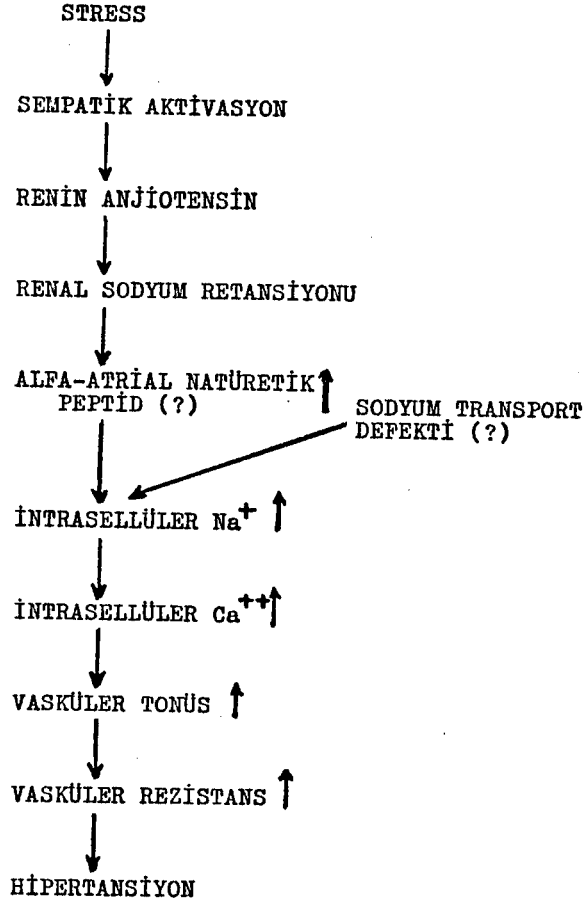 STRESS
SEMPATİK AKTİVASYON
RENİN ANJİOTENSİN
RENAL SODYUM RETANSİYONU
ALFA-ATRİAL NATÜRETİK ↑
PEPTİD (?)
SODYUM TRANSPORT
DEFEKTİ (?)
İNTRASELLÜLER Na+ ↑
İNTRASELLÜLER Ca++ ↑
VASKÜLER TONÜS ↑
VASKÜLER REZİSTANS ↑
HİPERTANSİYON